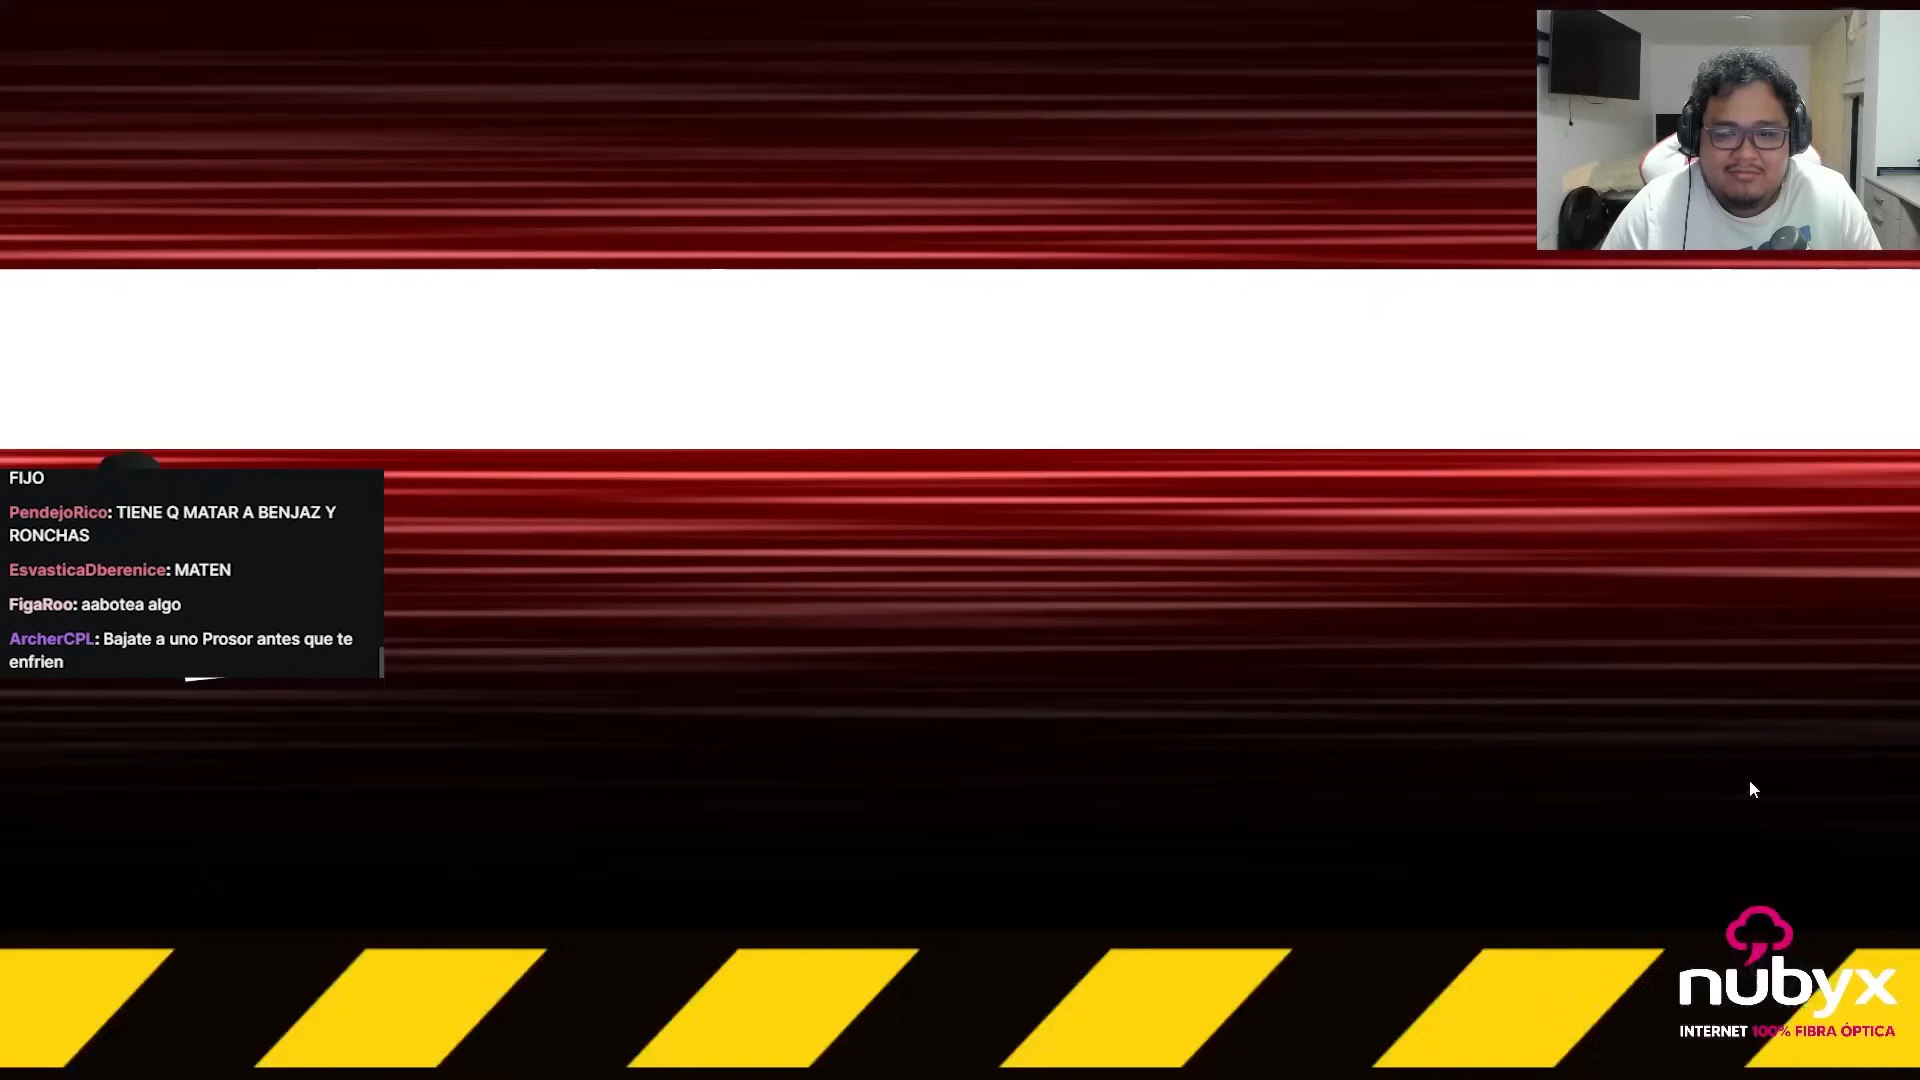 FIJO
PendejoRico: TIENE Q MATAR A BENJAZ Y
RONCHAS
EsvasticaDberenice: MATEN
FigaRoo: aabotea algo
ArcherCPL: Bajate a uno Prosor antes que te
enfrien
nubyx
INTERNET 100% FIBRA ÓPTICA